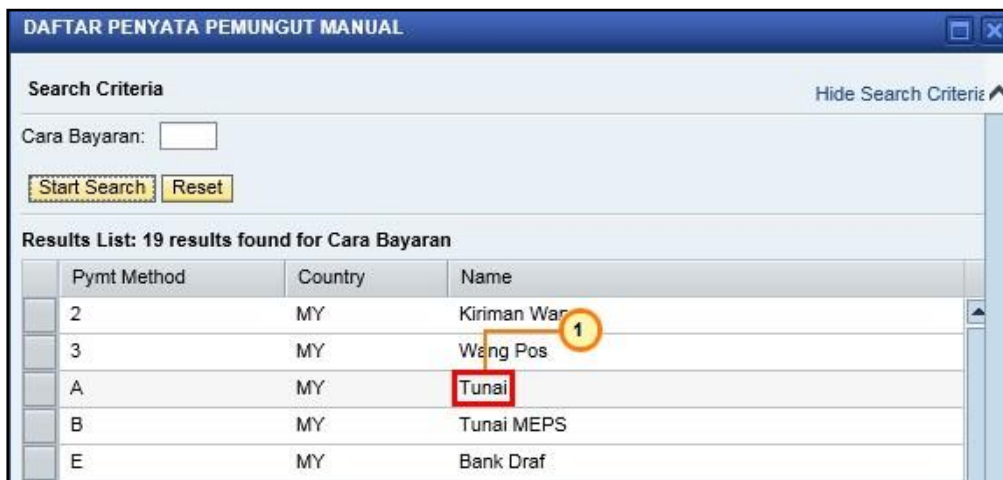 DAFTAR PENYATA PEMUNGUT MANUAL
Search Criteria
Hide Search Criteria
Cara Bayaran:
Start Search Reset
Results List: 19 results found for Cara Bayaran
Pymt Method Country Name
2 MY Kiriman Wang
1
3 MY Wang Pos
A MY Tunai
B MY Tunai MEPS
E MY Bank Draf